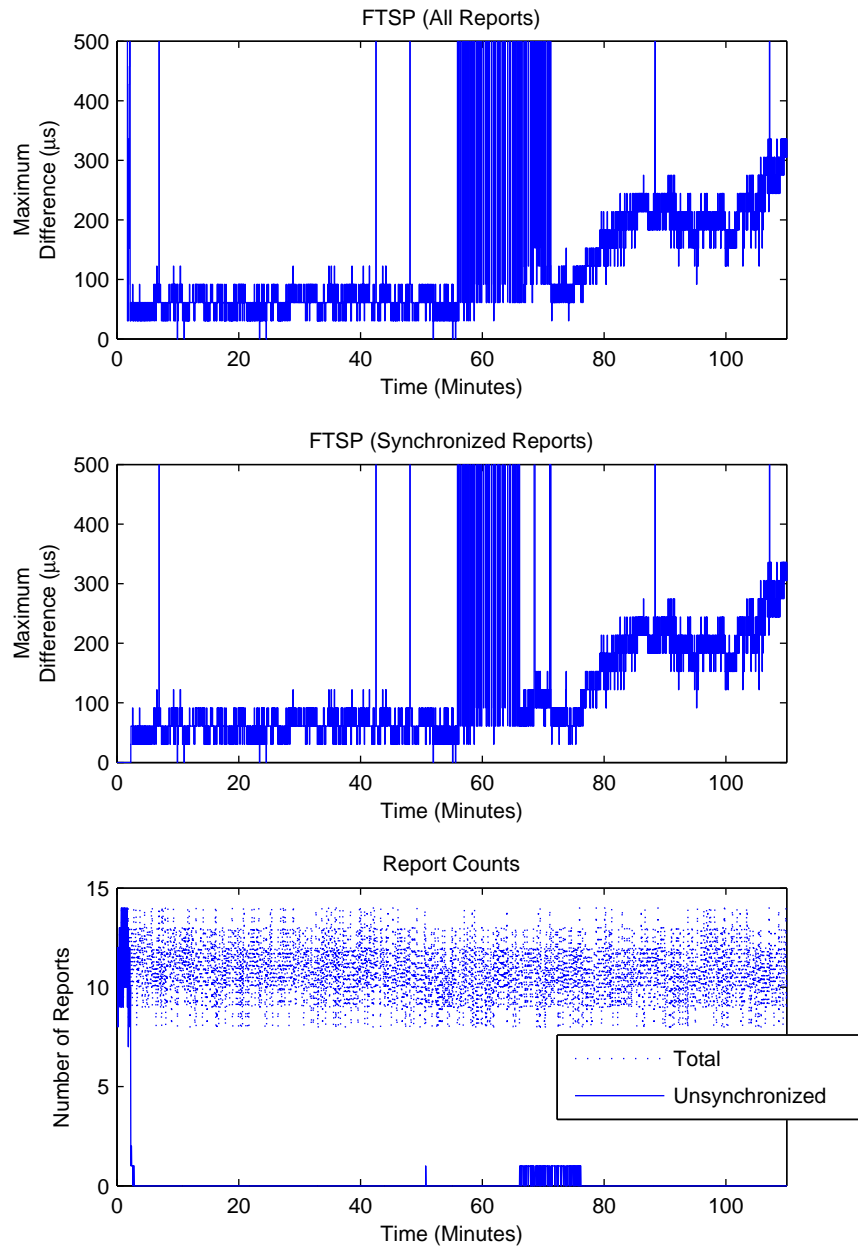 FTSP (All Reports)
500
400
300
200
100
0
Maximum
Difference (μs)
0 20 40 60 80 100
Time (Minutes)
FTSP (Synchronized Reports)
500
400
300
200
100
0
Maximum
Difference (μs)
0 20 40 60 80 100
Time (Minutes)
Report Counts
15
10
5
0
Number of Reports
Total
Unsynchronized
0 20 40 60 80 100
Time (Minutes)